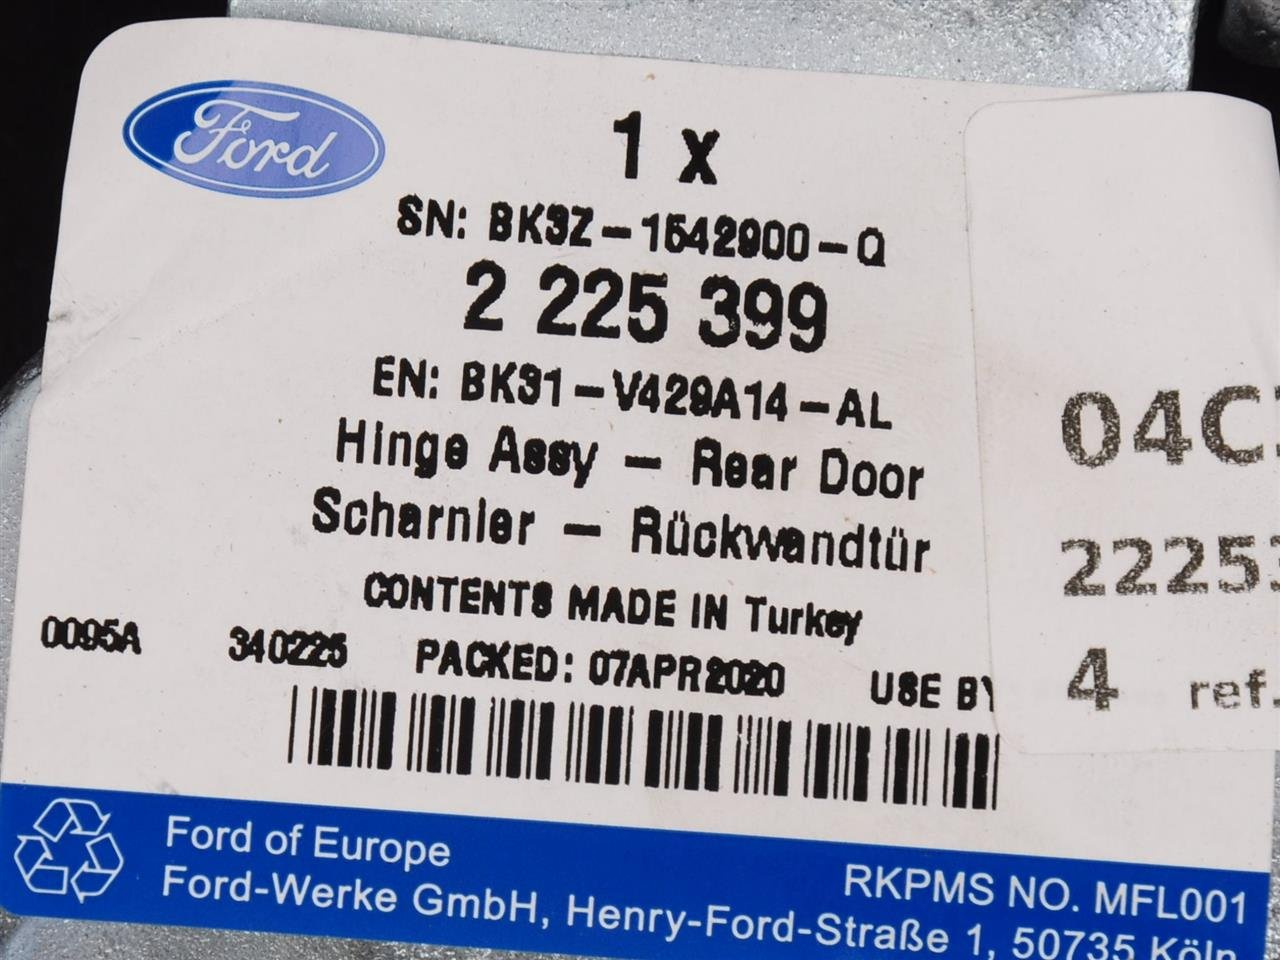 Ford
1 x
SN: BK3Z-1542900-Q
2 225 399
EN: BK31-V429A14-AL
Hinge Assy - Rear Door
Scharnier - Rückwandtür
CONTENTS MADE IN Turkey
0095A 340225 PACKED: 07APR2020 USE BY
04C
2225
4 ref.
Ford of Europe
Ford-Werke GmbH, Henry-Ford-Straße 1, 50735 Köln
RKPMS NO. MFL001